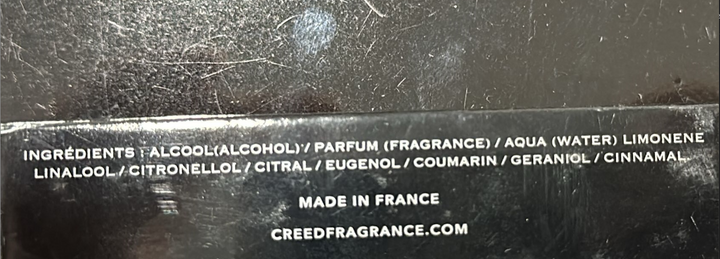 INGRÉDIENTS : ALCOOL(ALCOHOL) / PARFUM (FRAGRANCE) / AQUA (WATER) LIMONENE
LINALOOL / CITRONELLOL / CITRAL / EUGENOL / COUMARIN / GERANIOL / CINNAMAL.
MADE IN FRANCE
CREEDFRAGRANCE.COM